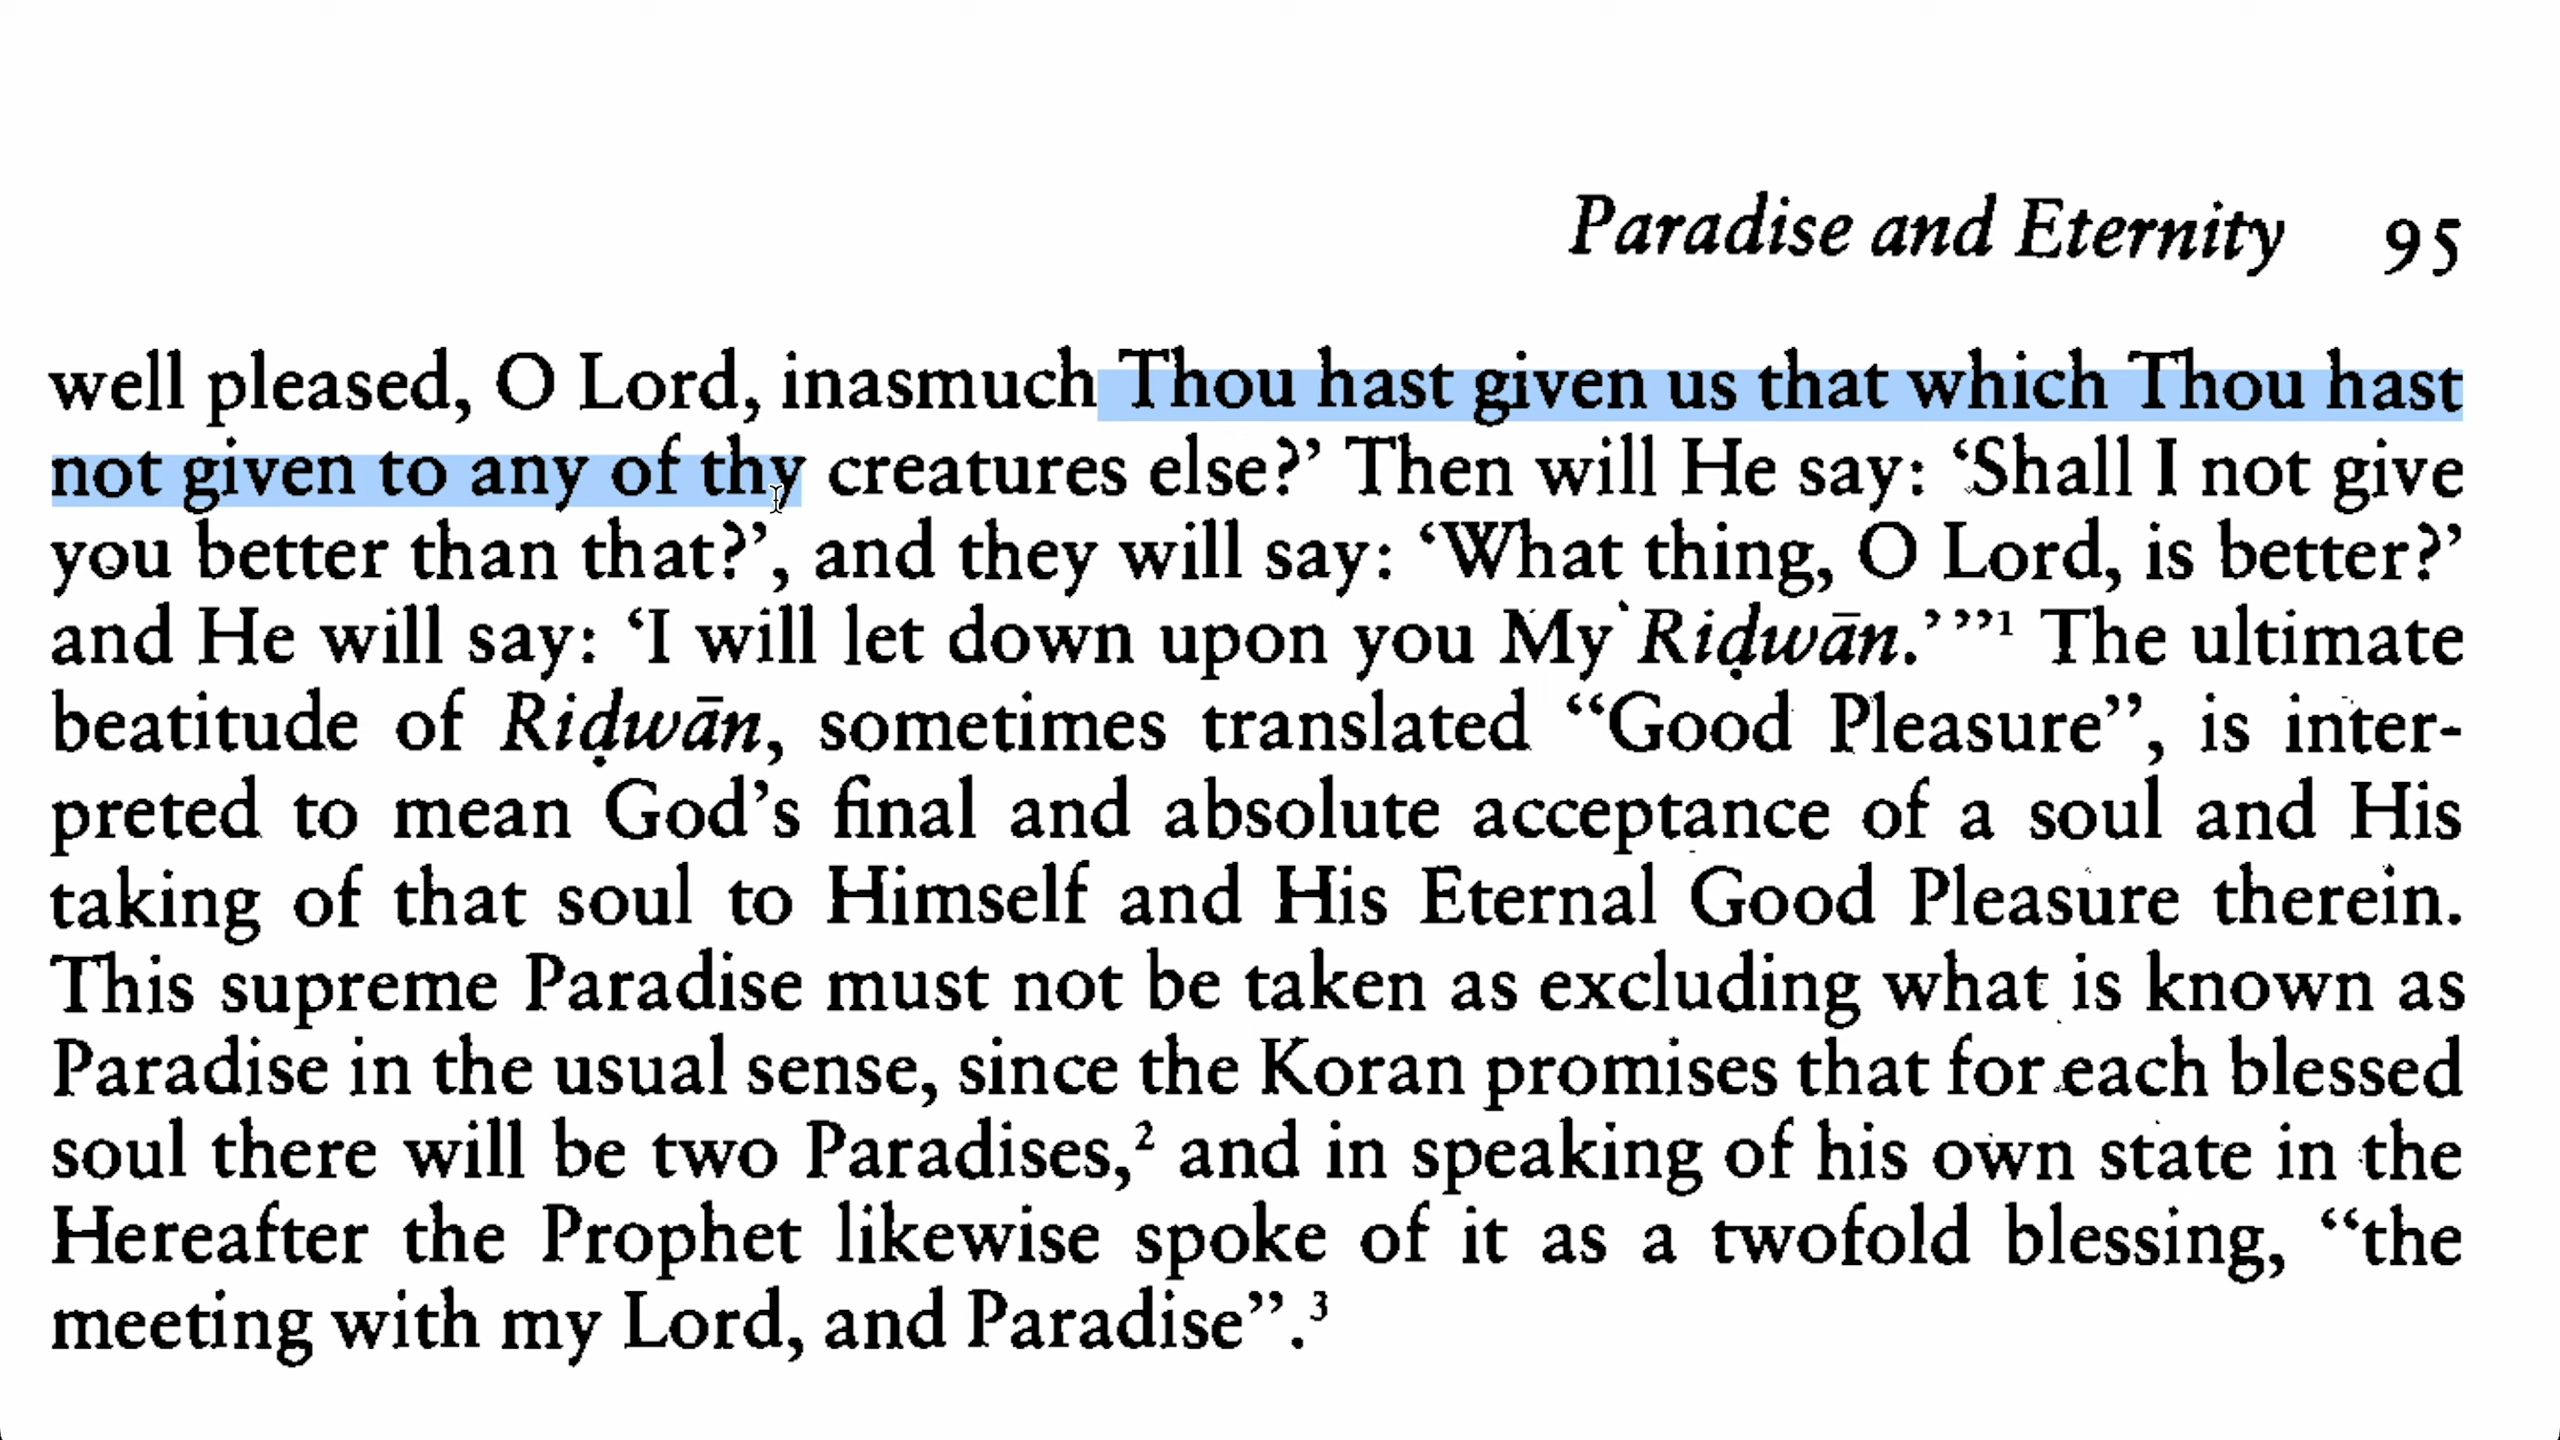 Paradise and Eternity 95
well pleased, O Lord, inasmuch Thou hast given us that which Thou hast
not given to any of thy creatures else?’ Then will He say: ‘Shall I not give
you better than that?’, and they will say: ‘What thing, O Lord, is better?’
and He will say: ‘I will let down upon you My Riḍwān.’”¹ The ultimate
beatitude of Riḍwān, sometimes translated “Good Pleasure”, is inter-
preted to mean God’s final and absolute acceptance of a soul and His
taking of that soul to Himself and His Eternal Good Pleasure therein.
This supreme Paradise must not be taken as excluding what is known as
Paradise in the usual sense, since the Koran promises that for each blessed
soul there will be two Paradises,² and in speaking of his own state in the
Hereafter the Prophet likewise spoke of it as a twofold blessing, “the
meeting with my Lord, and Paradise”.³